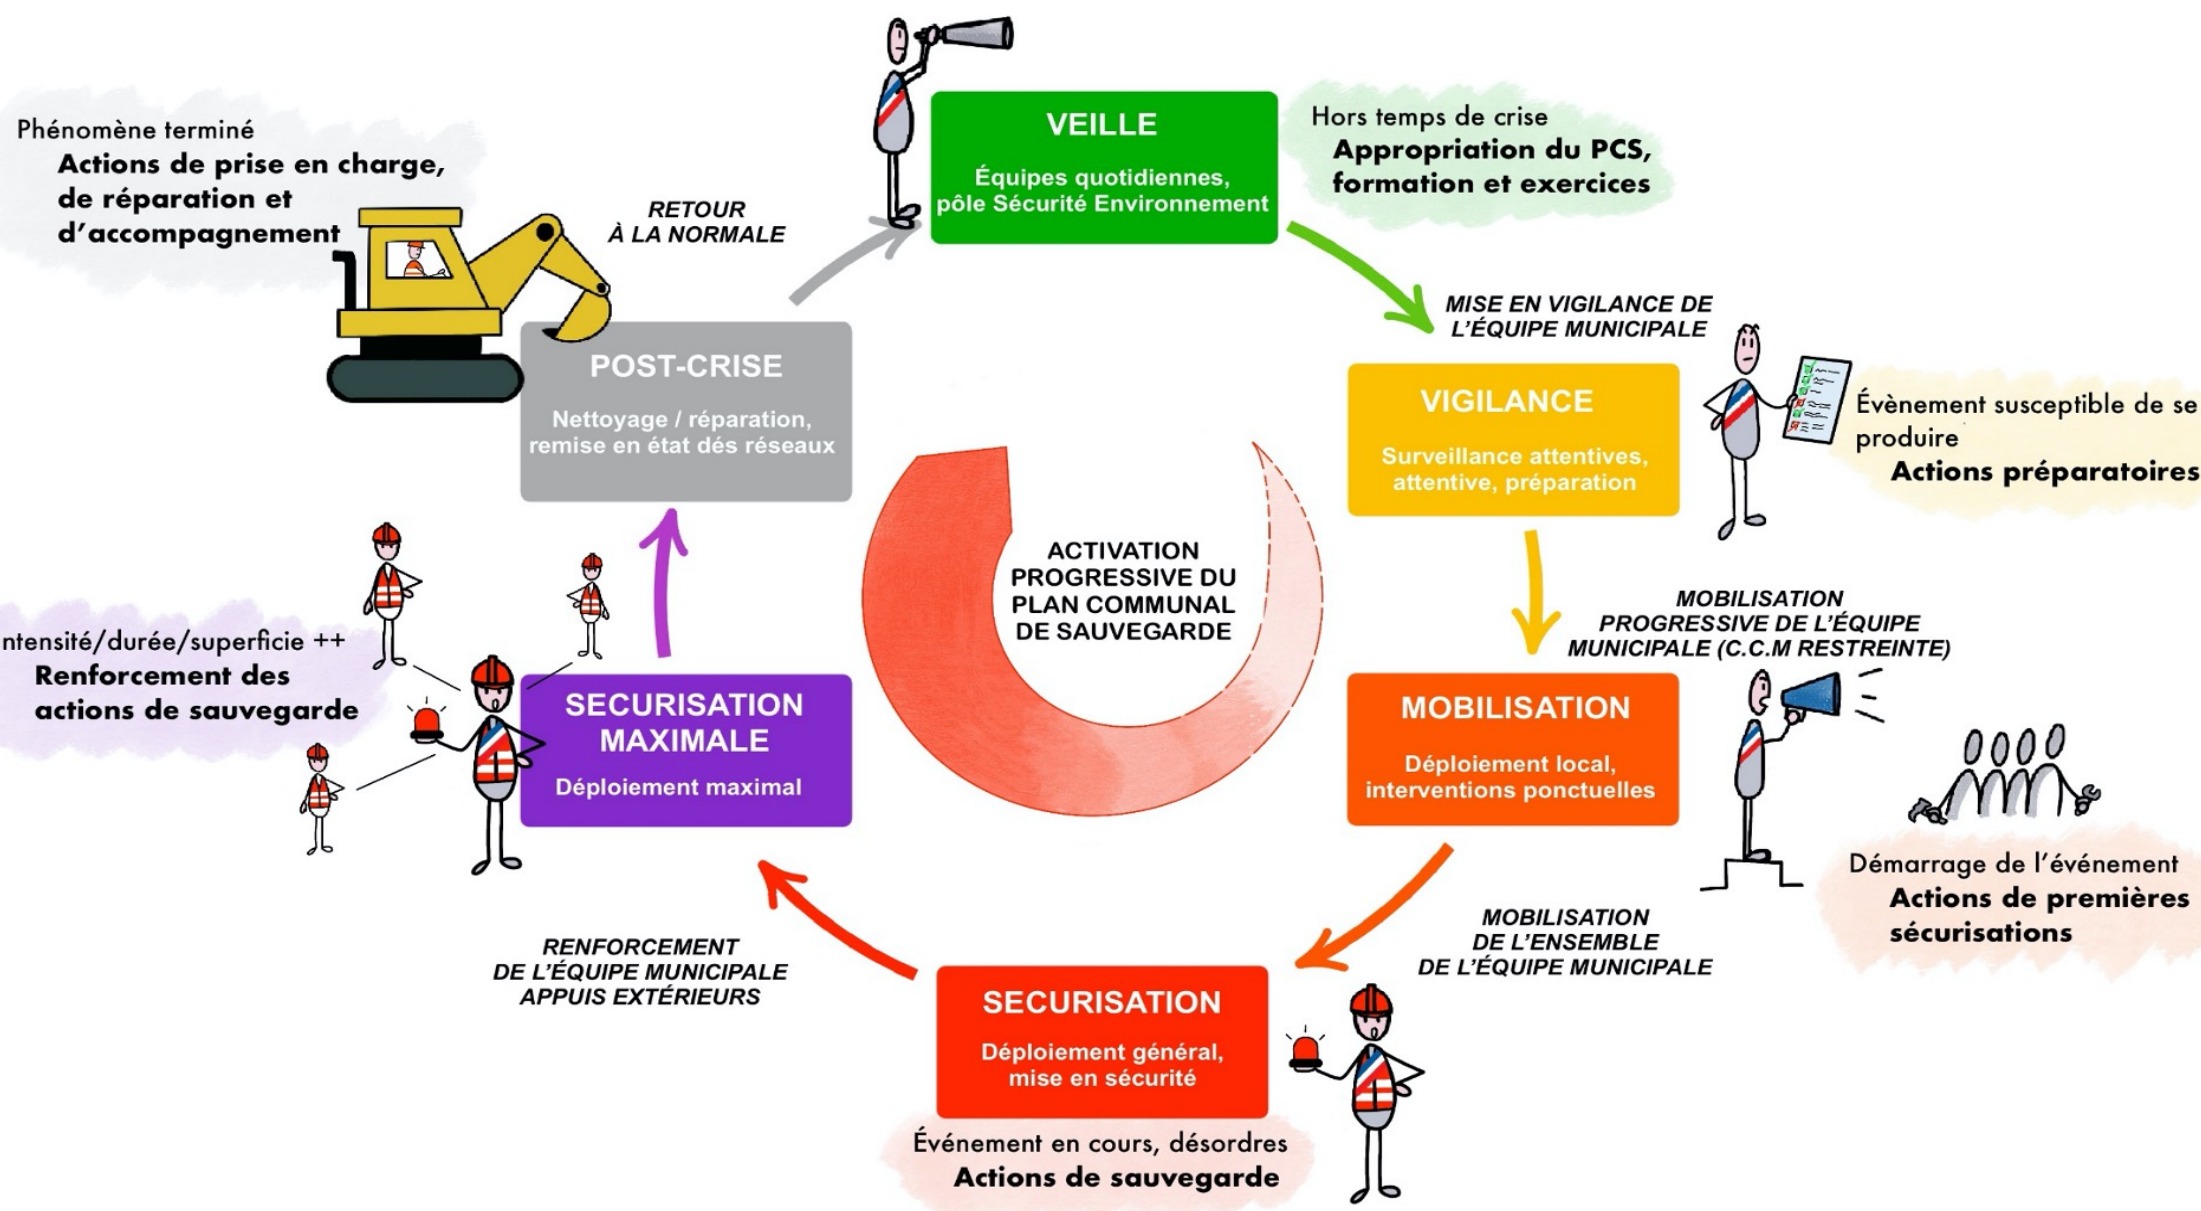 VEILLE
Équipes quotidiennes,
pôle Sécurité Environnement
Hors temps de crise
Appropriation du PCS,
formation et exercices
MISE EN VIGILANCE DE
L'ÉQUIPE MUNICIPALE
VIGILANCE
Surveillance attentives,
attentive, préparation
Évènement susceptible de se
produire
Actions préparatoires
MOBILISATION
PROGRESSIVE DE L'ÉQUIPE
MUNICIPALE (C.C.M RESTREINTE)
MOBILISATION
Déploiement local,
interventions ponctuelles
Démarrage de l'événement
Actions de premières
sécurisations
MOBILISATION
DE L'ENSEMBLE
DE L'ÉQUIPE MUNICIPALE
SECURISATION
Déploiement général,
mise en sécurité
Événement en cours, désordres
Actions de sauvegarde
RENFORCEMENT
DE L'ÉQUIPE MUNICIPALE
APPUIS EXTÉRIEURS
SECURISATION
MAXIMALE
Déploiement maximal
ntensité/durée/superficie ++
Renforcement des
actions de sauvegarde
POST-CRISE
Nettoyage / réparation,
remise en état dés réseaux
Phénomène terminé
Actions de prise en charge,
de réparation et
d'accompagnement
RETOUR
À LA NORMALE
ACTIVATION
PROGRESSIVE DU
PLAN COMMUNAL
DE SAUVEGARDE